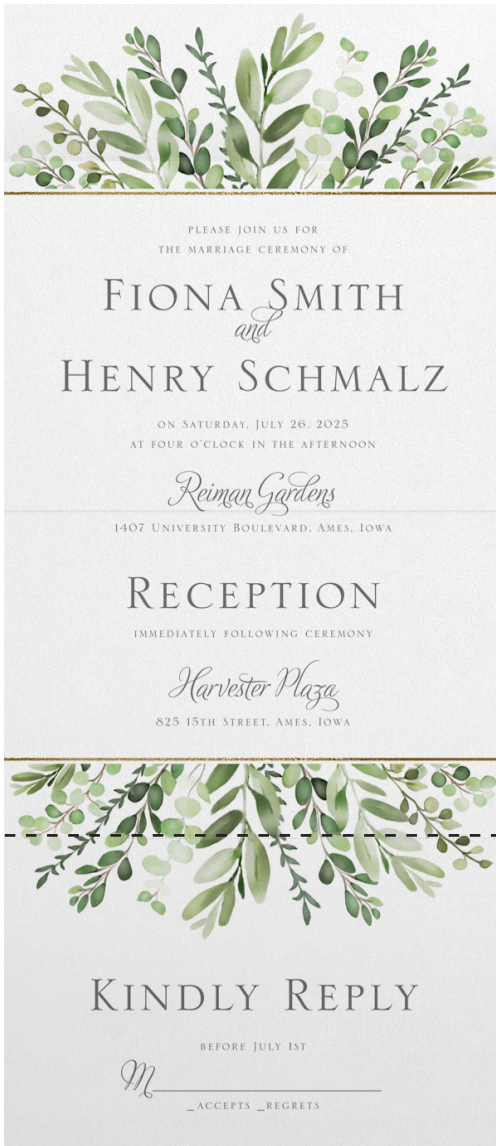 PLEASE JOIN US FOR
THE MARRIAGE CEREMONY OF
FIONA SMITH
and
HENRY SCHMALZ
ON SATURDAY, JULY 26, 2025
AT FOUR O'CLOCK IN THE AFTERNOON
Reiman Gardens
1407 UNIVERSITY BOULEVARD, AMES, IOWA
RECEPTION
IMMEDIATELY FOLLOWING CEREMONY
Harvester Plaza
825 15TH STREET, AMES, IOWA
KINDLY REPLY
BEFORE JULY 1ST
M
_ACCEPTS _REGRETS